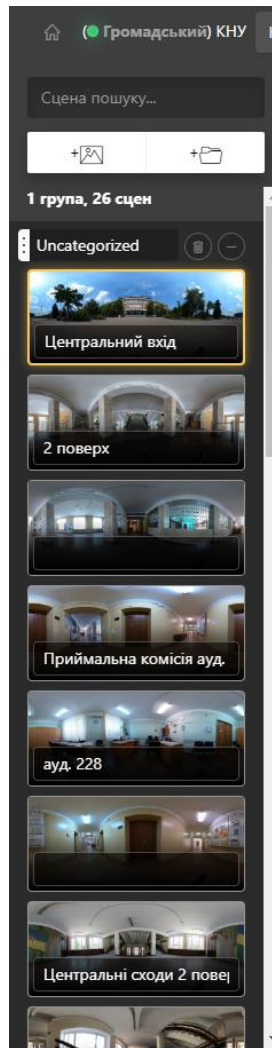 (Громадський) КНУ
Сцена пошуку...
1 група, 26 сцен
Uncategorized
Центральний вхід
2 поверх
Приймальна комісія ауд.
ауд. 228
Центральні сходи 2 повер